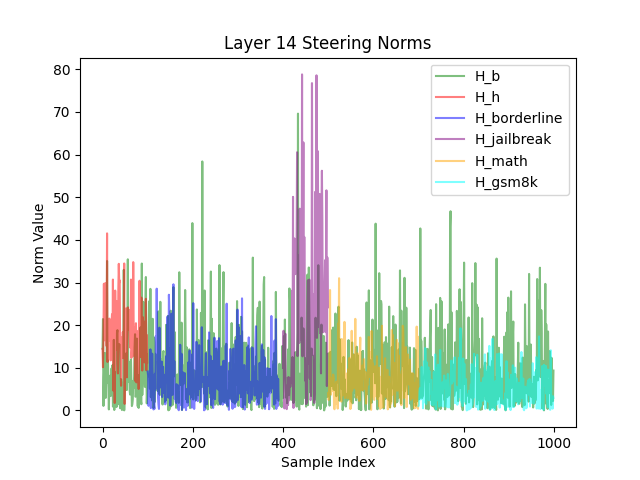 Layer 14 Steering Norms
Norm Value
80
70
60
50
40
30
20
10
0
H_b
H_h
H_borderline
H_jailbreak
H_math
H_gsm8k
0
200
400
600
800
1000
Sample Index